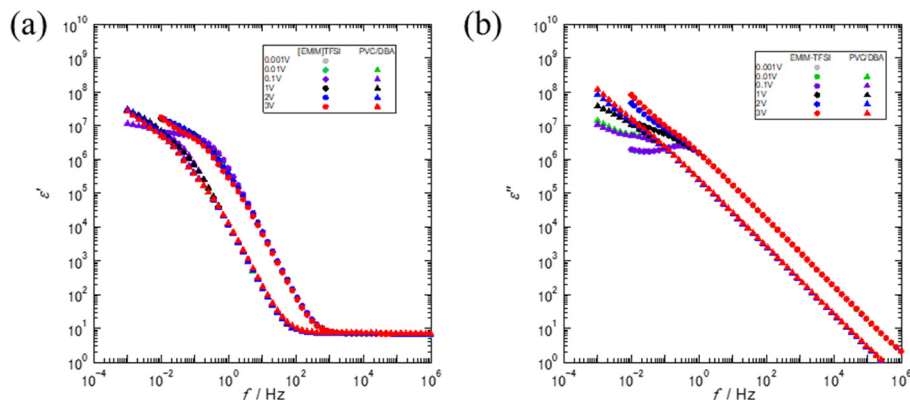 (a)
10^10
10^9
10^8
10^7
10^6
10^5
10^4
10^3
10^2
10^1
10^0
ε'
10^-4 10^-2 10^0 10^2 10^4 10^6
f / Hz
[EMIM]TFSI PVC/DBA
0.001V
0.01V
0.1V
1V
2V
3V
(b)
10^10
10^9
10^8
10^7
10^6
10^5
10^4
10^3
10^2
10^1
10^0
ε''
10^-4 10^-2 10^0 10^2 10^4 10^6
f / Hz
EMIM-TFSI PVC/DBA
0.001V
0.01V
0.1V
1V
2V
3V